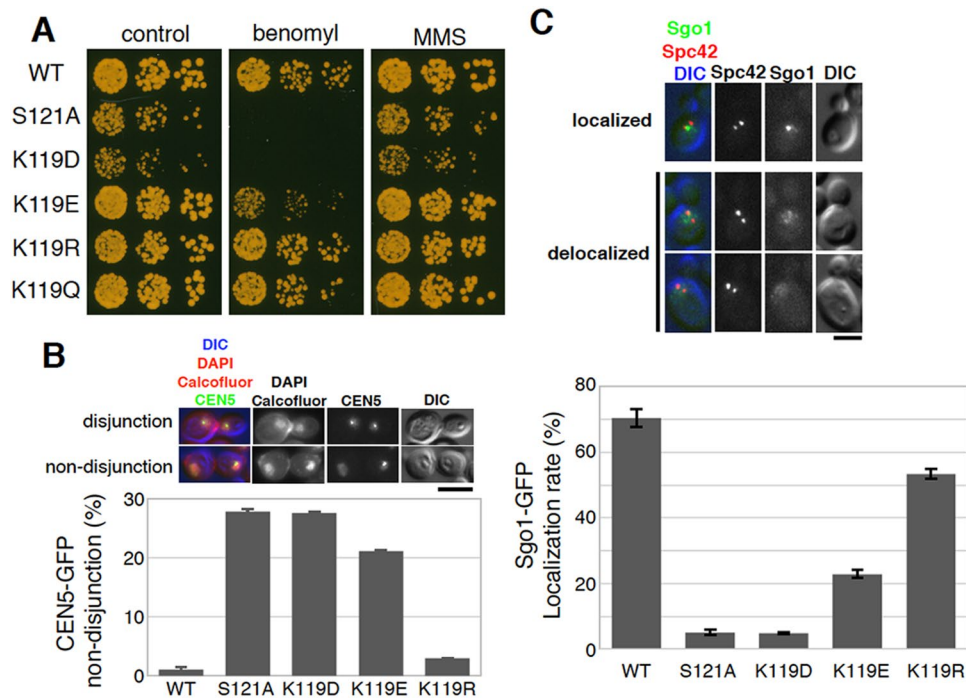 A
control benomyl MMS
WT
S121A
K119D
K119E
K119R
K119Q
B
DIC
DAPI
Calcofluor
CEN5
DAPI
Calcofluor
CEN5
DIC
disjunction
non-disjunction
CEN5-GFP
non-disjunction (%)
30
20
10
0
WT S121A K119D K119E K119R
C
Sgo1
Spc42
DIC Spc42 Sgo1 DIC
localized
delocalized
Sgo1-GFP
Localization rate (%)
80
60
40
20
0
WT S121A K119D K119E K119R